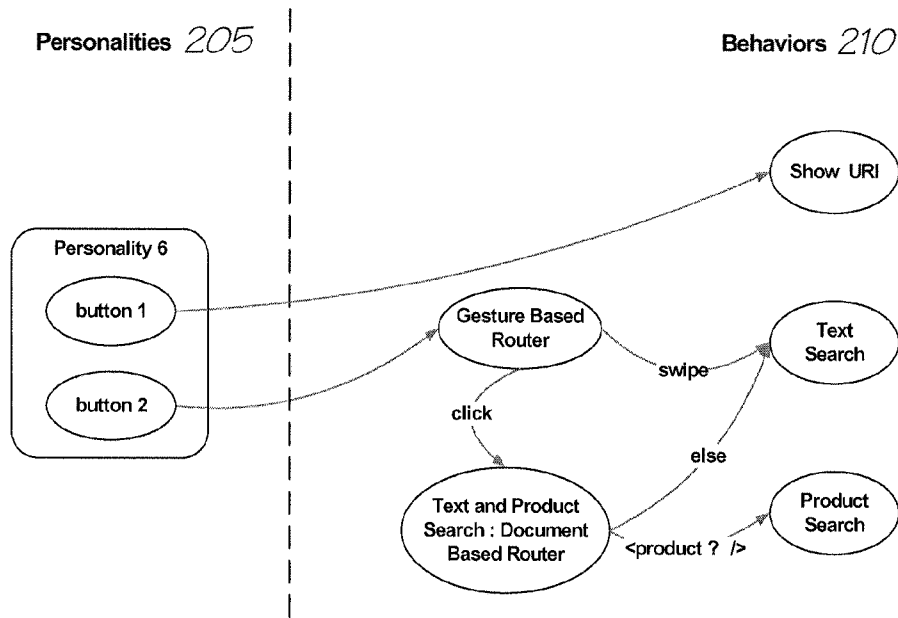 Personalities 205
Behaviors 210
Show URI
Personality 6
button 1
button 2
Gesture Based
Router
Text
Search
swipe
click
else
Text and Product
Search : Document
Based Router
<product ? />
Product
Search